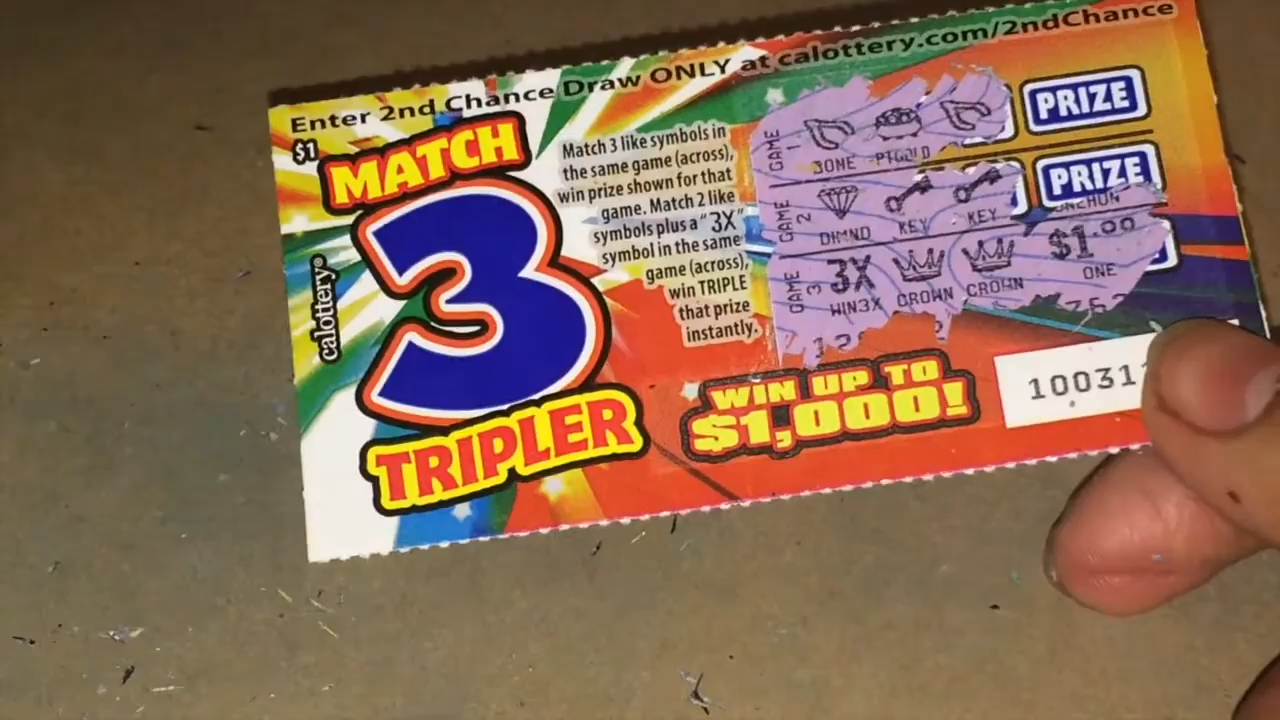 Enter 2nd Chance Draw ONLY at calottery.com/2ndChance
$1
MATCH
3
TRIPLER
calottery®
Match 3 like symbols in
the same game (across),
win prize shown for that
game. Match 2 like
symbols plus a "3X"
symbol in the same
game (across),
win TRIPLE
that prize
instantly.
GAME 1
PTGOLD
PRIZE
GAME 2
DIMND KEY KEY
PRIZE
GAME 3
3X $1.00
WIN3X CROWN CROWN ONE
WIN UP TO
$1,000!